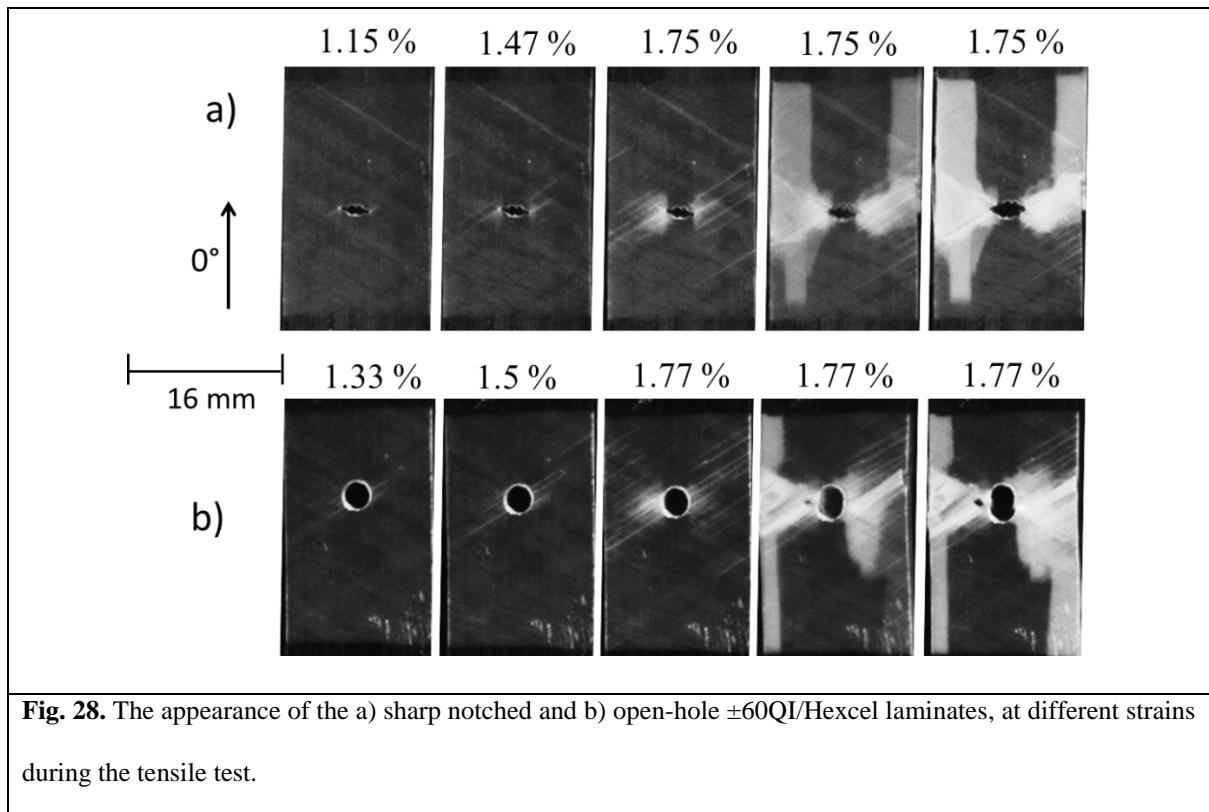 1.15 % 1.47 % 1.75 % 1.75 % 1.75 %
a)
0°
16 mm
1.33 % 1.5 % 1.77 % 1.77 % 1.77 %
b)
Fig. 28. The appearance of the a) sharp notched and b) open-hole ±60QI/Hexcel laminates, at different strains
during the tensile test.